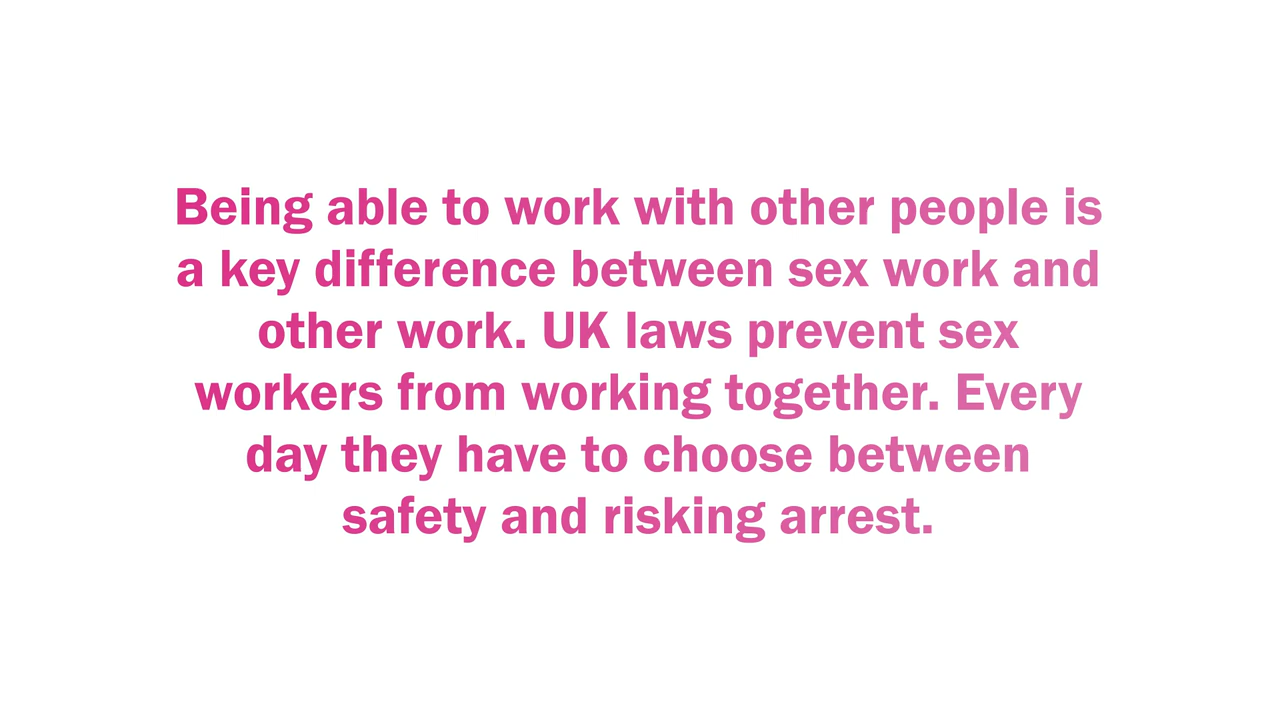 Being able to work with other people is
a key difference between sex work and
other work. UK laws prevent sex
workers from working together. Every
day they have to choose between
safety and risking arrest.